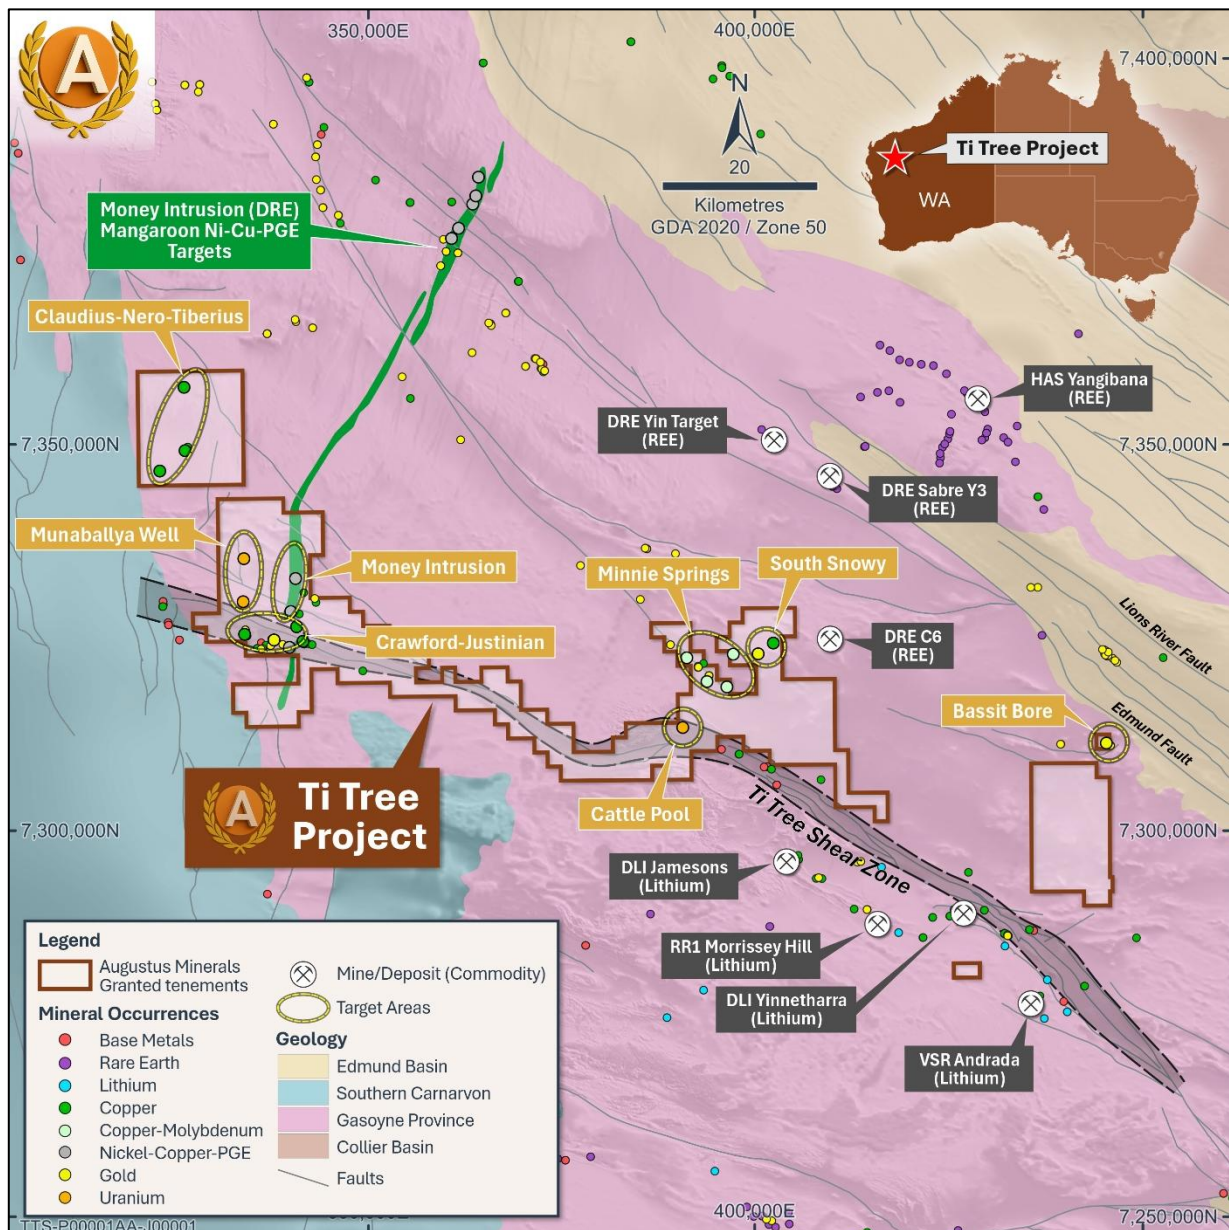 A
350,000E
400,000E
7,400,000N
N
20
Kilometres
GDA 2020 / Zone 50
Ti Tree Project
WA
Money Intrusion (DRE)
Mangaroon Ni-Cu-PGE
Targets
Claudius-Nero-Tiberius
HAS Yangibana
(REE)
DRE Yin Target
(REE)
7,350,000N
7,350,000N
DRE Sabre Y3
(REE)
Munaballya Well
Money Intrusion
Minnie Springs
South Snowy
Crawford-Justinian
DRE C6
(REE)
Lions River Fault
Edmund Fault
Bassit Bore
A
Ti Tree
Project
Cattle Pool
7,300,000N
7,300,000N
Ti Tree Shear Zone
DLI Jamesons
(Lithium)
RR1 Morrissey Hill
(Lithium)
DLI Yinnetharra
(Lithium)
VSR Andrada
(Lithium)
Legend
Augustus Minerals
Granted tenements
Mineral Occurrences
Base Metals
Rare Earth
Lithium
Copper
Copper-Molybdenum
Nickel-Copper-PGE
Gold
Uranium
Mine/Deposit (Commodity)
Target Areas
Geology
Edmund Basin
Southern Carnarvon
Gasoyne Province
Collier Basin
Faults
400,000E
7,250,000N